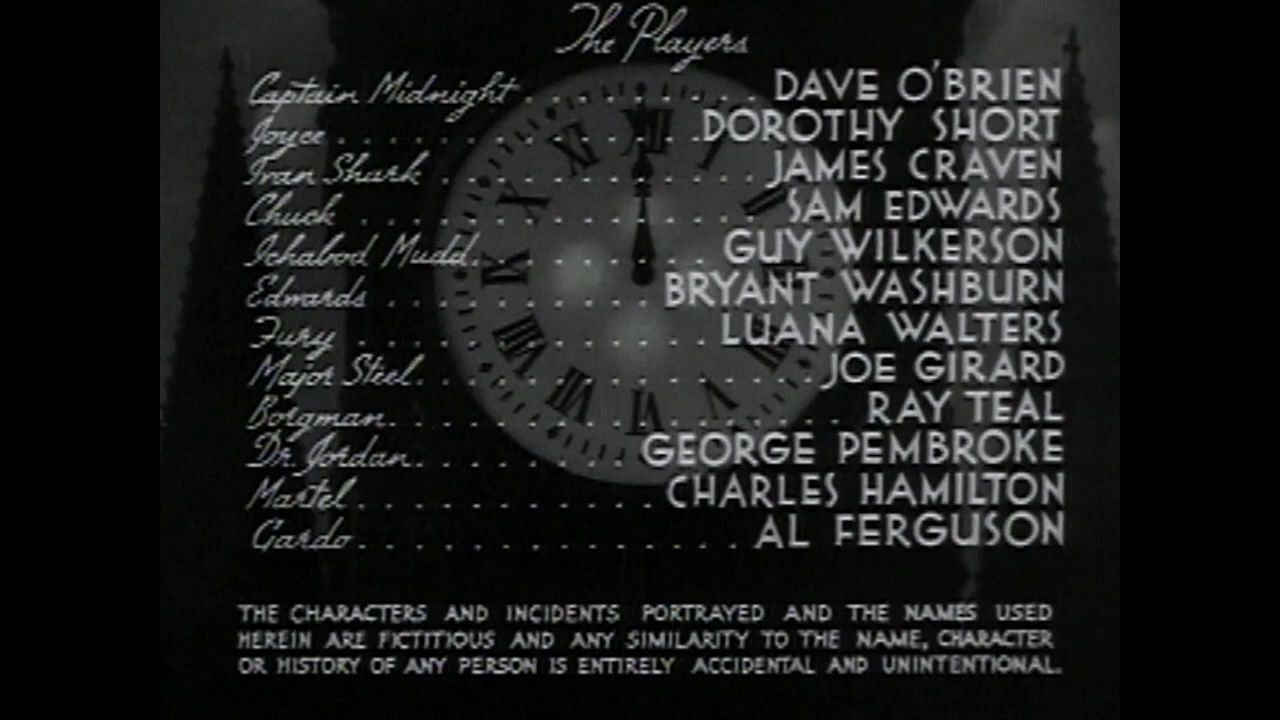 The Players
Captain Midnight . . . . . . . . . DAVE O'BRIEN
Joyce . . . . . . . . . . . . . DOROTHY SHORT
Ivan Shark . . . . . . . . . . . JAMES CRAVEN
Chuck . . . . . . . . . . . . . . SAM EDWARDS
Ichabod Mudd. . . . . . . . . GUY WILKERSON
Edwards . . . . . . . . . . BRYANT WASHBURN
Fury . . . . . . . . . . . . . LUANA WALTERS
Major Steel. . . . . . . . . . . . . . JOE GIRARD
Borgman. . . . . . . . . . . . . . . . RAY TEAL
Dr. Jordan. . . . . . . . GEORGE PEMBROKE
Martel. . . . . . . . . . . CHARLES HAMILTON
Gardo. . . . . . . . . . . . . . AL FERGUSON
THE CHARACTERS AND INCIDENTS PORTRAYED AND THE NAMES USED
HEREIN ARE FICTITIOUS AND ANY SIMILARITY TO THE NAME, CHARACTER
OR HISTORY OF ANY PERSON IS ENTIRELY ACCIDENTAL AND UNINTENTIONAL.